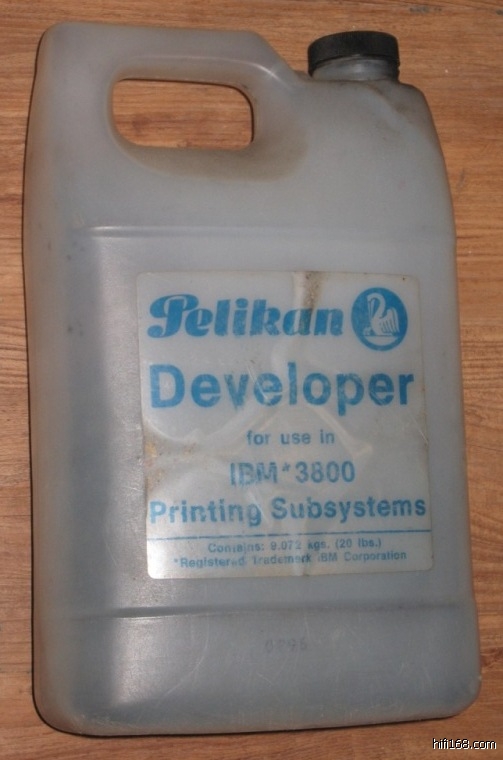 Pelikan
Developer
for use in
IBM*3800
Printing Subsystems
Contains: 9.072 kgs. (20 lbs.)
*Registered Trademark IBM Corporation
hifi168.com